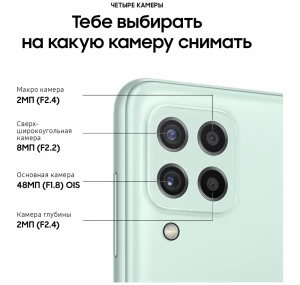 ЧЕТЫРЕ КАМЕРЫ
Тебе выбирать
на какую камеру снимать
Макро камера
2МП (F2.4)
Сверх-
широкоугольная
камера
8МП (F2.2)
Основная камера
48МП (F1.8) OIS
Камера глубины
2МП (F2.4)